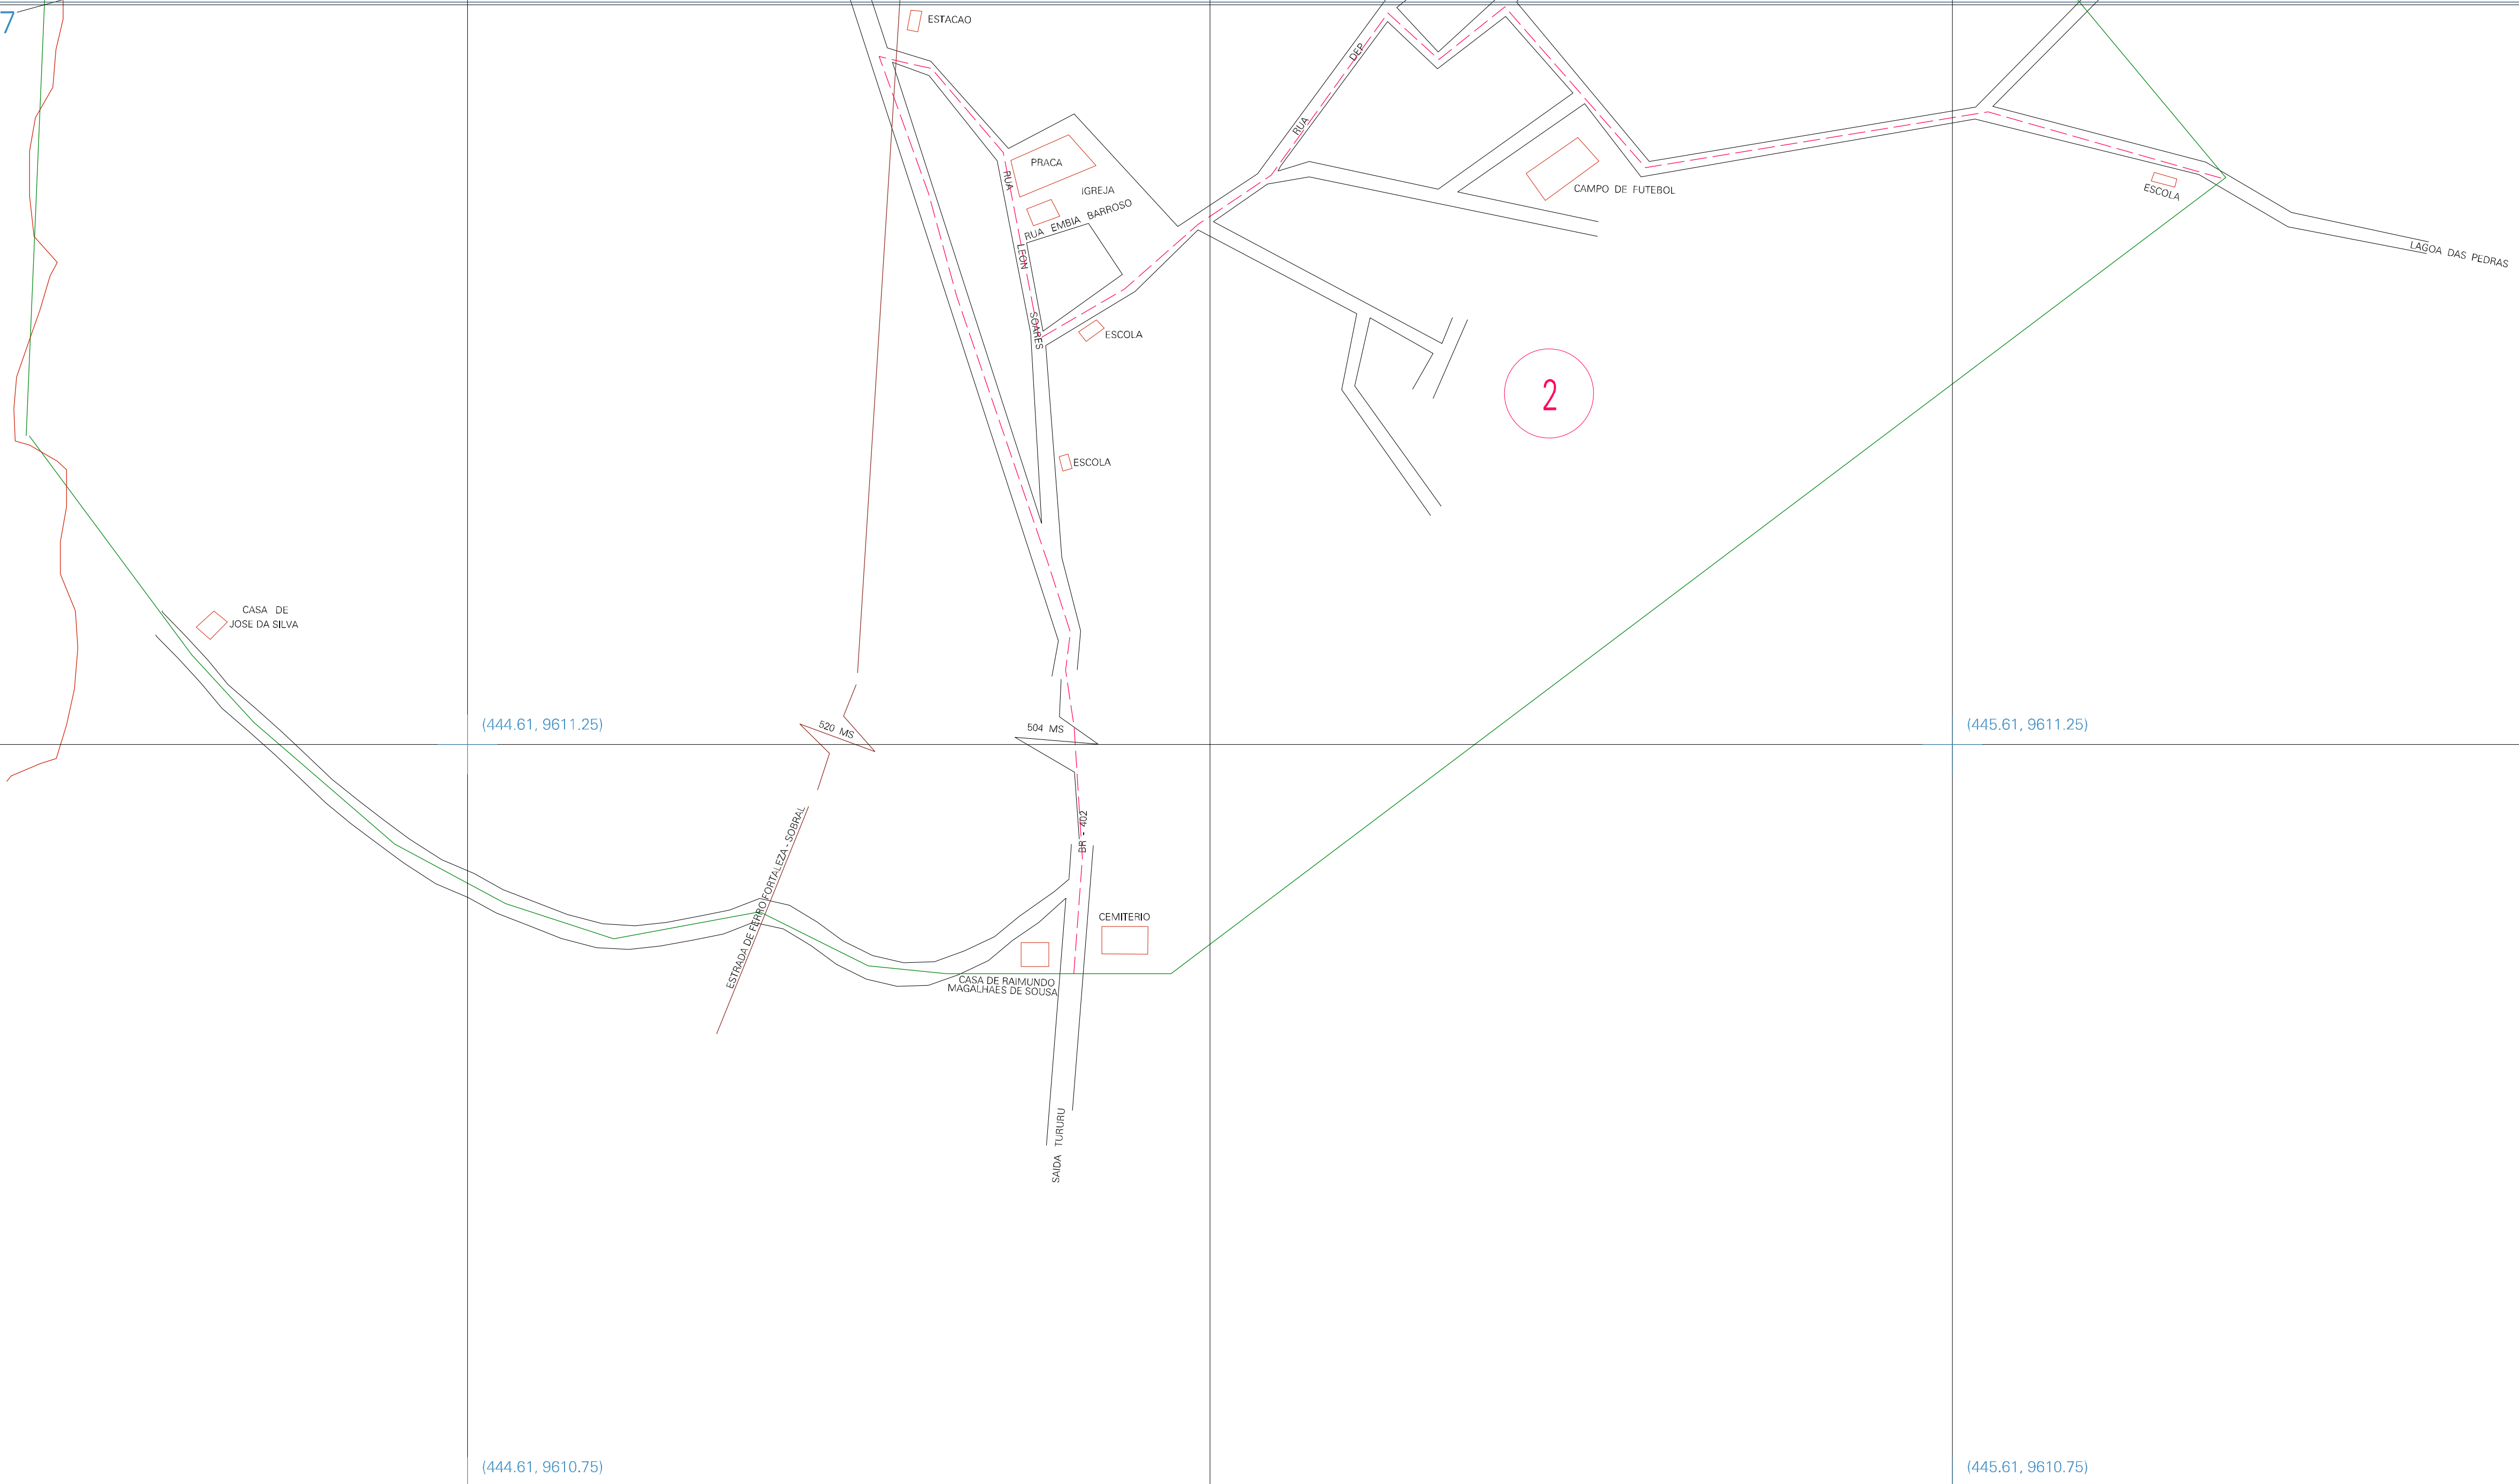 7
ESTACAO
RUA DEP
PRACA
IGREJA
RUA EMBIA BARROSO
RUA LEON SOARES
CAMPO DE FUTEBOL
ESCOLA
LAGOA DAS PEDRAS
ESCOLA
2
ESCOLA
CASA DE
JOSE DA SILVA
(444.61, 9611.25)
520 MS
504 MS
(445.61, 9611.25)
ESTRADA DE FERRO FORTALEZA - SOBRAL
BR - 402
CEMITERIO
CASA DE RAIMUNDO
MAGALHAES DE SOUSA
SAIDA TURURU
(444.61, 9610.75)
(445.61, 9610.75)